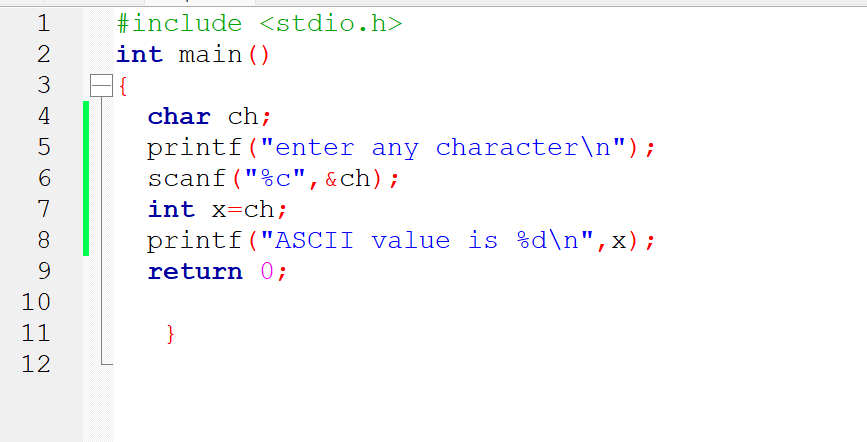 1 #include <stdio.h>
2 int main()
3 {
4 char ch;
5 printf("enter any character\n");
6 scanf("%c",&ch);
7 int x=ch;
8 printf("ASCII value is %d\n",x);
9 return 0;
10
11 }
12